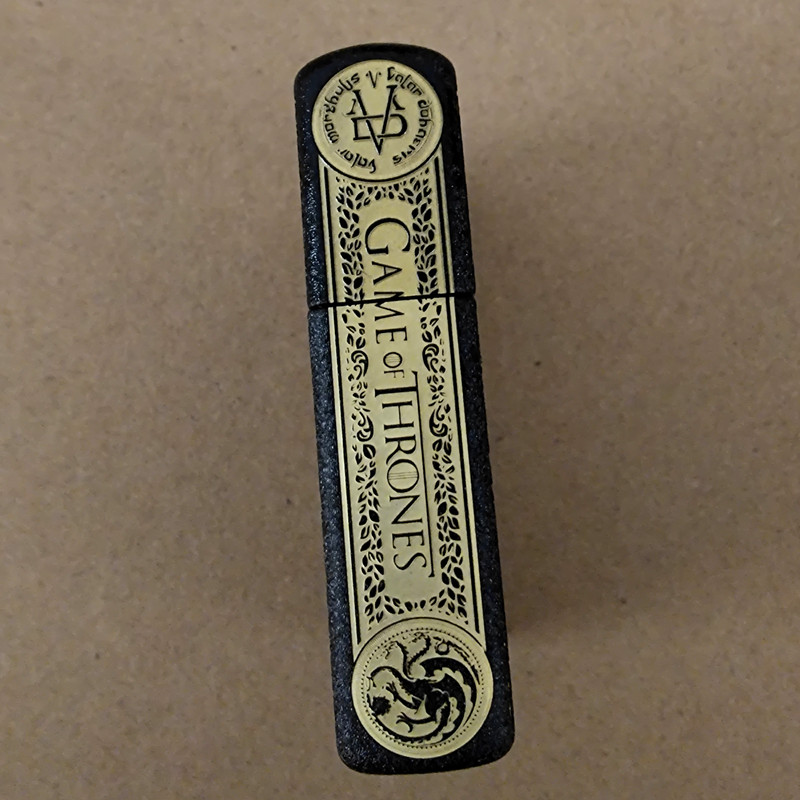 Valar morghulis V Valar dohaeris
GAME OF THRONES